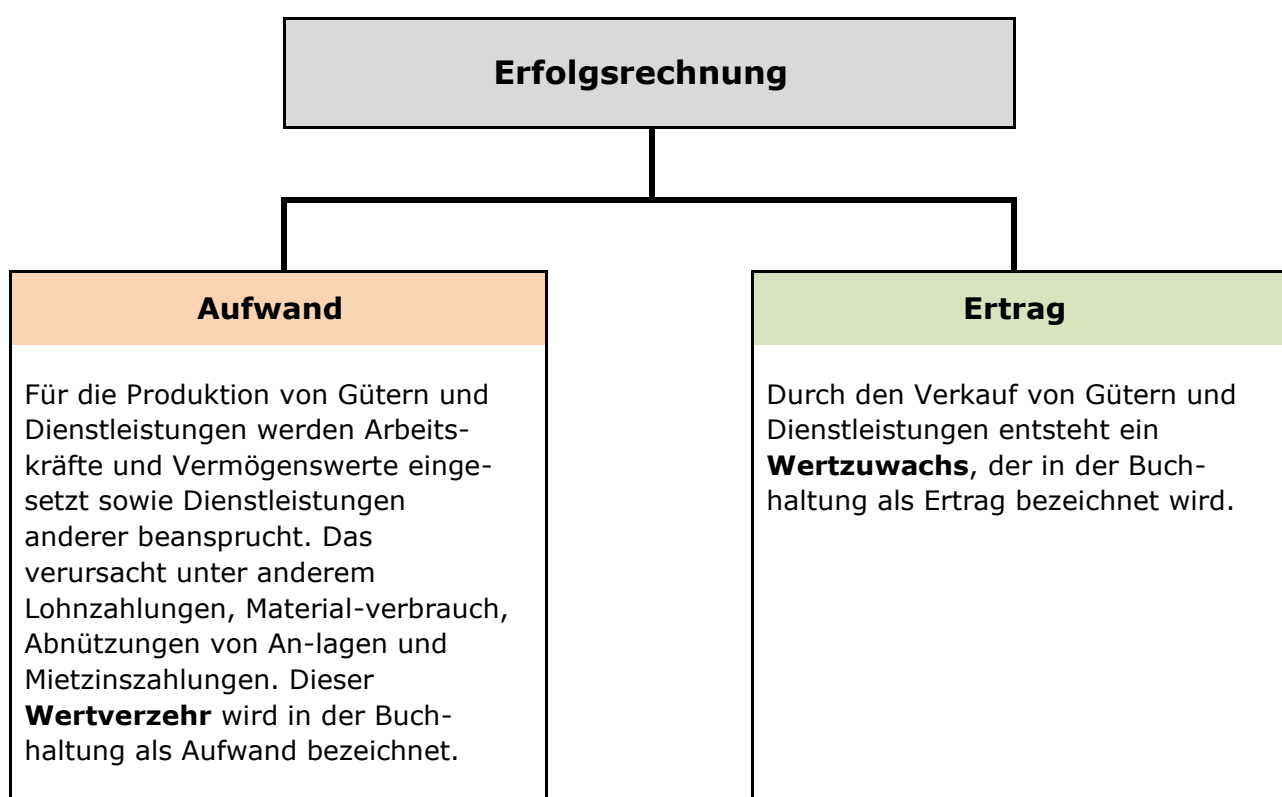 Erfolgsrechnung
Aufwand
Für die Produktion von Gütern und
Dienstleistungen werden Arbeits-
kräfte und Vermögenswerte einge-
setzt sowie Dienstleistungen
anderer beansprucht. Das
verursacht unter anderem
Lohnzahlungen, Material-verbrauch,
Abnützungen von An-lagen und
Mietzinszahlungen. Dieser
Wertverzehr wird in der Buch-
haltung als Aufwand bezeichnet.
Ertrag
Durch den Verkauf von Gütern und
Dienstleistungen entsteht ein
Wertzuwachs, der in der Buch-
haltung als Ertrag bezeichnet wird.